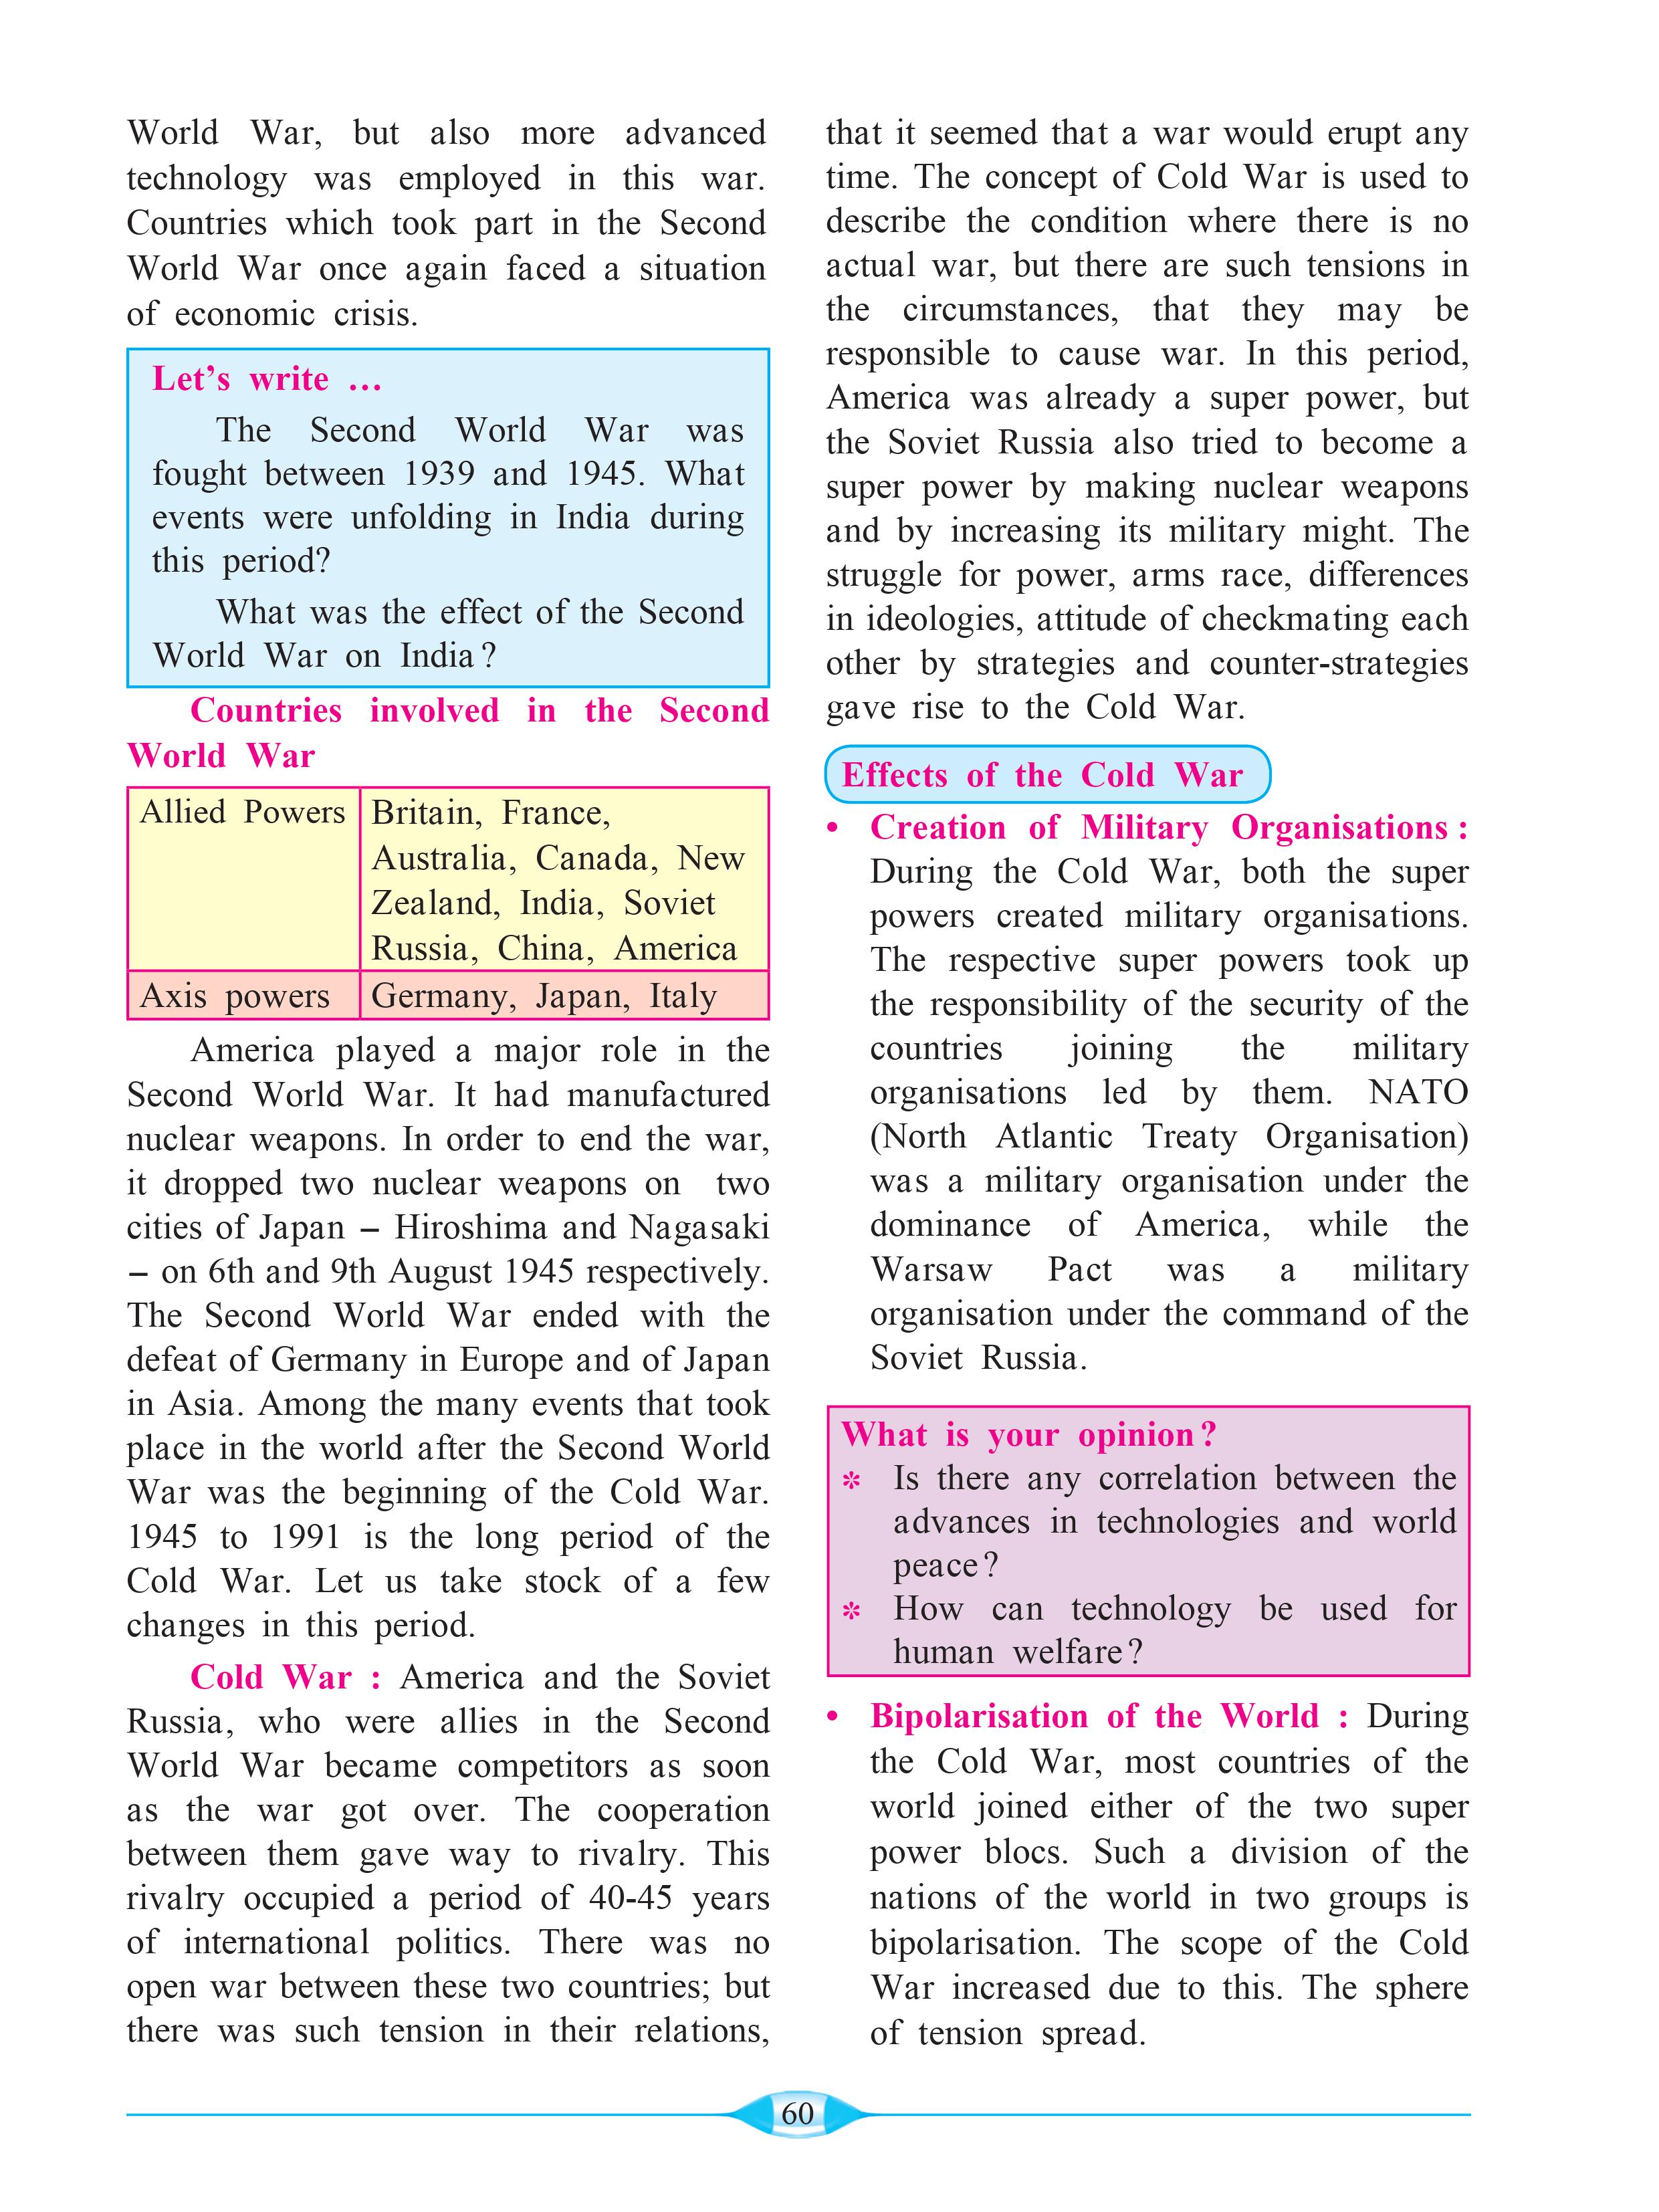 World War, but also more advanced
technology was employed in this war.
Countries which took part in the Second
World War once again faced a situation
of economic crisis.
Let’s write ...
The Second World War was
fought between 1939 and 1945. What
events were unfolding in India during
this period?
What was the effect of the Second
World War on India?
Countries involved in the Second
World War
Allied Powers
Britain, France,
Australia, Canada, New
Zealand, India, Soviet
Russia, China, America
Axis powers
Germany, Japan, Italy
America played a major role in the
Second World War. It had manufactured
nuclear weapons. In order to end the war,
it dropped two nuclear weapons on two
cities of Japan – Hiroshima and Nagasaki
– on 6th and 9th August 1945 respectively.
The Second World War ended with the
defeat of Germany in Europe and of Japan
in Asia. Among the many events that took
place in the world after the Second World
War was the beginning of the Cold War.
1945 to 1991 is the long period of the
Cold War. Let us take stock of a few
changes in this period.
Cold War : America and the Soviet
Russia, who were allies in the Second
World War became competitors as soon
as the war got over. The cooperation
between them gave way to rivalry. This
rivalry occupied a period of 40-45 years
of international politics. There was no
open war between these two countries; but
there was such tension in their relations,
that it seemed that a war would erupt any
time. The concept of Cold War is used to
describe the condition where there is no
actual war, but there are such tensions in
the circumstances, that they may be
responsible to cause war. In this period,
America was already a super power, but
the Soviet Russia also tried to become a
super power by making nuclear weapons
and by increasing its military might. The
struggle for power, arms race, differences
in ideologies, attitude of checkmating each
other by strategies and counter-strategies
gave rise to the Cold War.
Effects of the Cold War
• Creation of Military Organisations :
During the Cold War, both the super
powers created military organisations.
The respective super powers took up
the responsibility of the security of the
countries joining the military
organisations led by them. NATO
(North Atlantic Treaty Organisation)
was a military organisation under the
dominance of America, while the
Warsaw Pact was a military
organisation under the command of the
Soviet Russia.
What is your opinion?
* Is there any correlation between the
advances in technologies and world
peace?
* How can technology be used for
human welfare?
• Bipolarisation of the World : During
the Cold War, most countries of the
world joined either of the two super
power blocs. Such a division of the
nations of the world in two groups is
bipolarisation. The scope of the Cold
War increased due to this. The sphere
of tension spread.
60